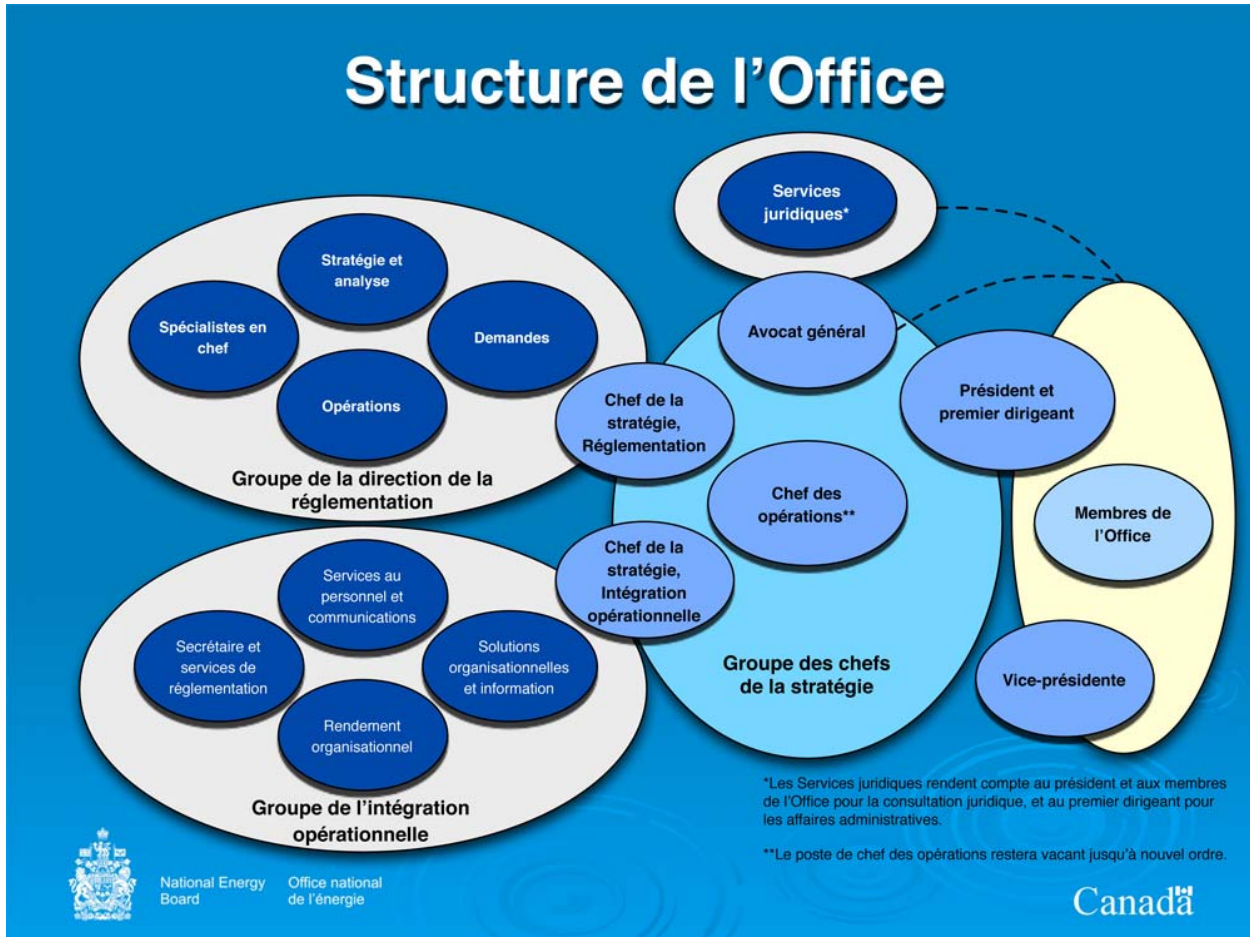 Structure de l'Office
Services
juridiques*
Stratégie et
analyse
Spécialistes en
chef
Demandes
Opérations
Groupe de la direction de la
réglementation
Avocat général
Chef de la
stratégie,
Réglementation
Président et
premier dirigeant
Chef des
opérations**
Membres de
l'Office
Chef de la
stratégie,
Intégration
opérationnelle
Groupe des chefs
de la stratégie
Vice-présidente
Services au
personnel et
communications
Secrétaire et
services de
réglementation
Solutions
organisationnelles
et information
Rendement
organisationnel
Groupe de l'intégration
opérationnelle
*Les Services juridiques rendent compte au président et aux membres
de l'Office pour la consultation juridique, et au premier dirigeant pour
les affaires administratives.
**Le poste de chef des opérations restera vacant jusqu'à nouvel ordre.
National Energy
Board
Office national
de l'énergie
Canada